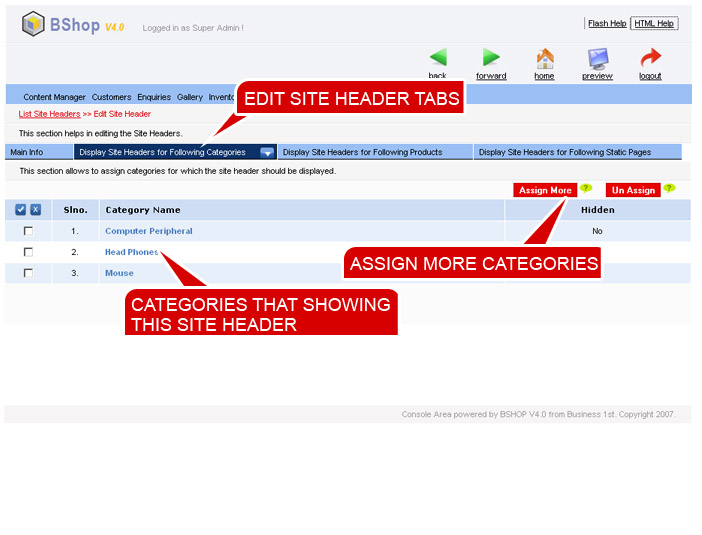 BShop V4.0
Logged in as Super Admin !
Flash Help
HTML Help
back forward home preview logout
Content Manager Customers Enquiries Gallery
EDIT SITE HEADER TABS
List Site Headers >> Edit Site Header
This section helps in editing the Site Headers.
Main Info
Display Site Headers for Following Categories
Display Site Headers for Following Products
Display Site Headers for Following Static Pages
This section allows to assign categories for which the site header should be displayed.
Assign More ? Un Assign ?
Slno. Category Name Hidden
1. Computer Peripheral No
2. Head Phones
3. Mouse
ASSIGN MORE CATEGORIES
CATEGORIES THAT SHOWING
THIS SITE HEADER
Console Area powered by BSHOP V4.0 from Business 1st. Copyright 2007.